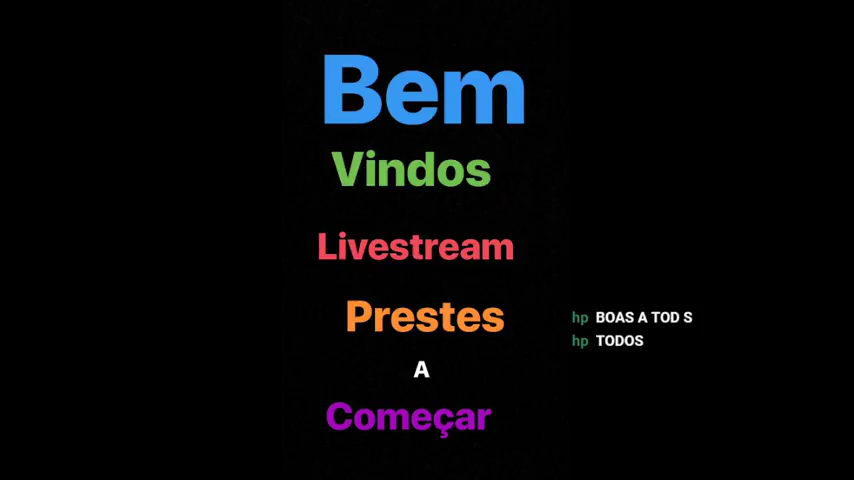 Bem
Vindos
Livestream
Prestes
A
Começar
hp BOAS A TOD S
hp TODOS